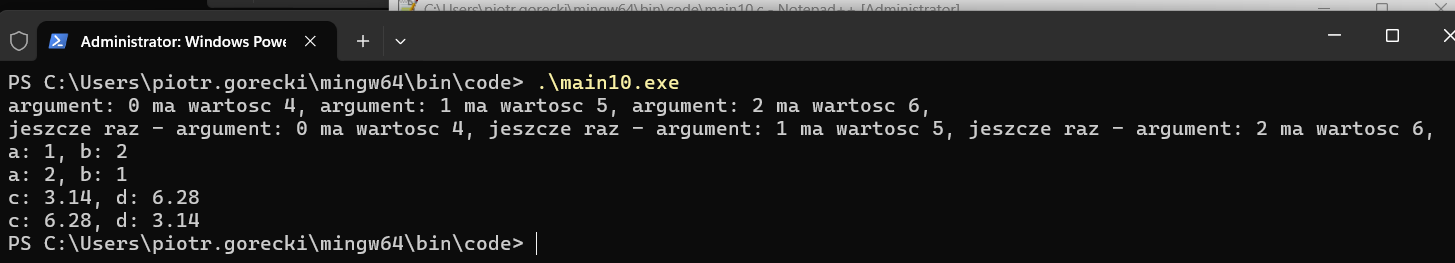 C:\Users\piotr.gorecki\mingw64\bin\code\main10.c - Notepad++ [Administrator]
Administrator: Windows Powe
PS C:\Users\piotr.gorecki\mingw64\bin\code> .\main10.exe
argument: 0 ma wartosc 4, argument: 1 ma wartosc 5, argument: 2 ma wartosc 6,
jeszcze raz - argument: 0 ma wartosc 4, jeszcze raz - argument: 1 ma wartosc 5, jeszcze raz - argument: 2 ma wartosc 6,
a: 1, b: 2
a: 2, b: 1
c: 3.14, d: 6.28
c: 6.28, d: 3.14
PS C:\Users\piotr.gorecki\mingw64\bin\code>